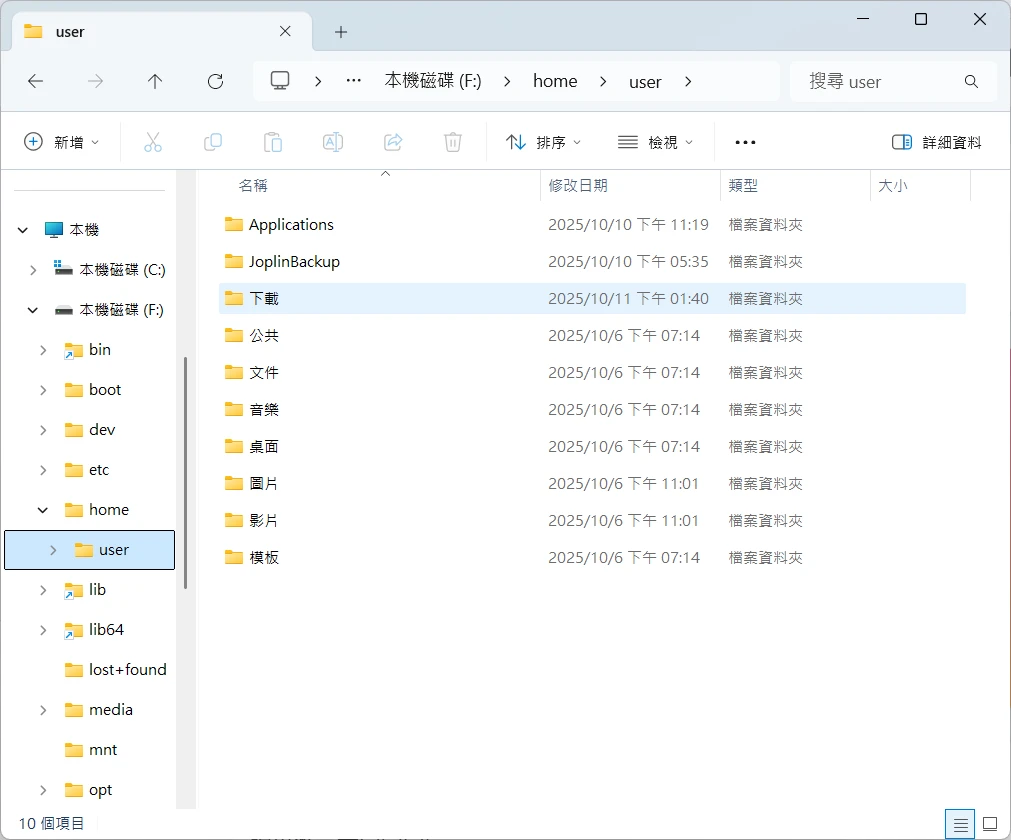 user
本機磁碟 (F:) home user
搜尋 user
新增 排序 檢視 詳細資料
本機
本機磁碟 (C:)
本機磁碟 (F:)
bin
boot
dev
etc
home
user
lib
lib64
lost+found
media
mnt
opt
名稱 修改日期 類型 大小
Applications 2025/10/10 下午 11:19 檔案資料夾
JoplinBackup 2025/10/10 下午 05:35 檔案資料夾
下載 2025/10/11 下午 01:40 檔案資料夾
公共 2025/10/6 下午 07:14 檔案資料夾
文件 2025/10/6 下午 07:14 檔案資料夾
音樂 2025/10/6 下午 07:14 檔案資料夾
桌面 2025/10/6 下午 07:14 檔案資料夾
圖片 2025/10/6 下午 11:01 檔案資料夾
影片 2025/10/6 下午 11:01 檔案資料夾
模板 2025/10/6 下午 07:14 檔案資料夾
10 個項目